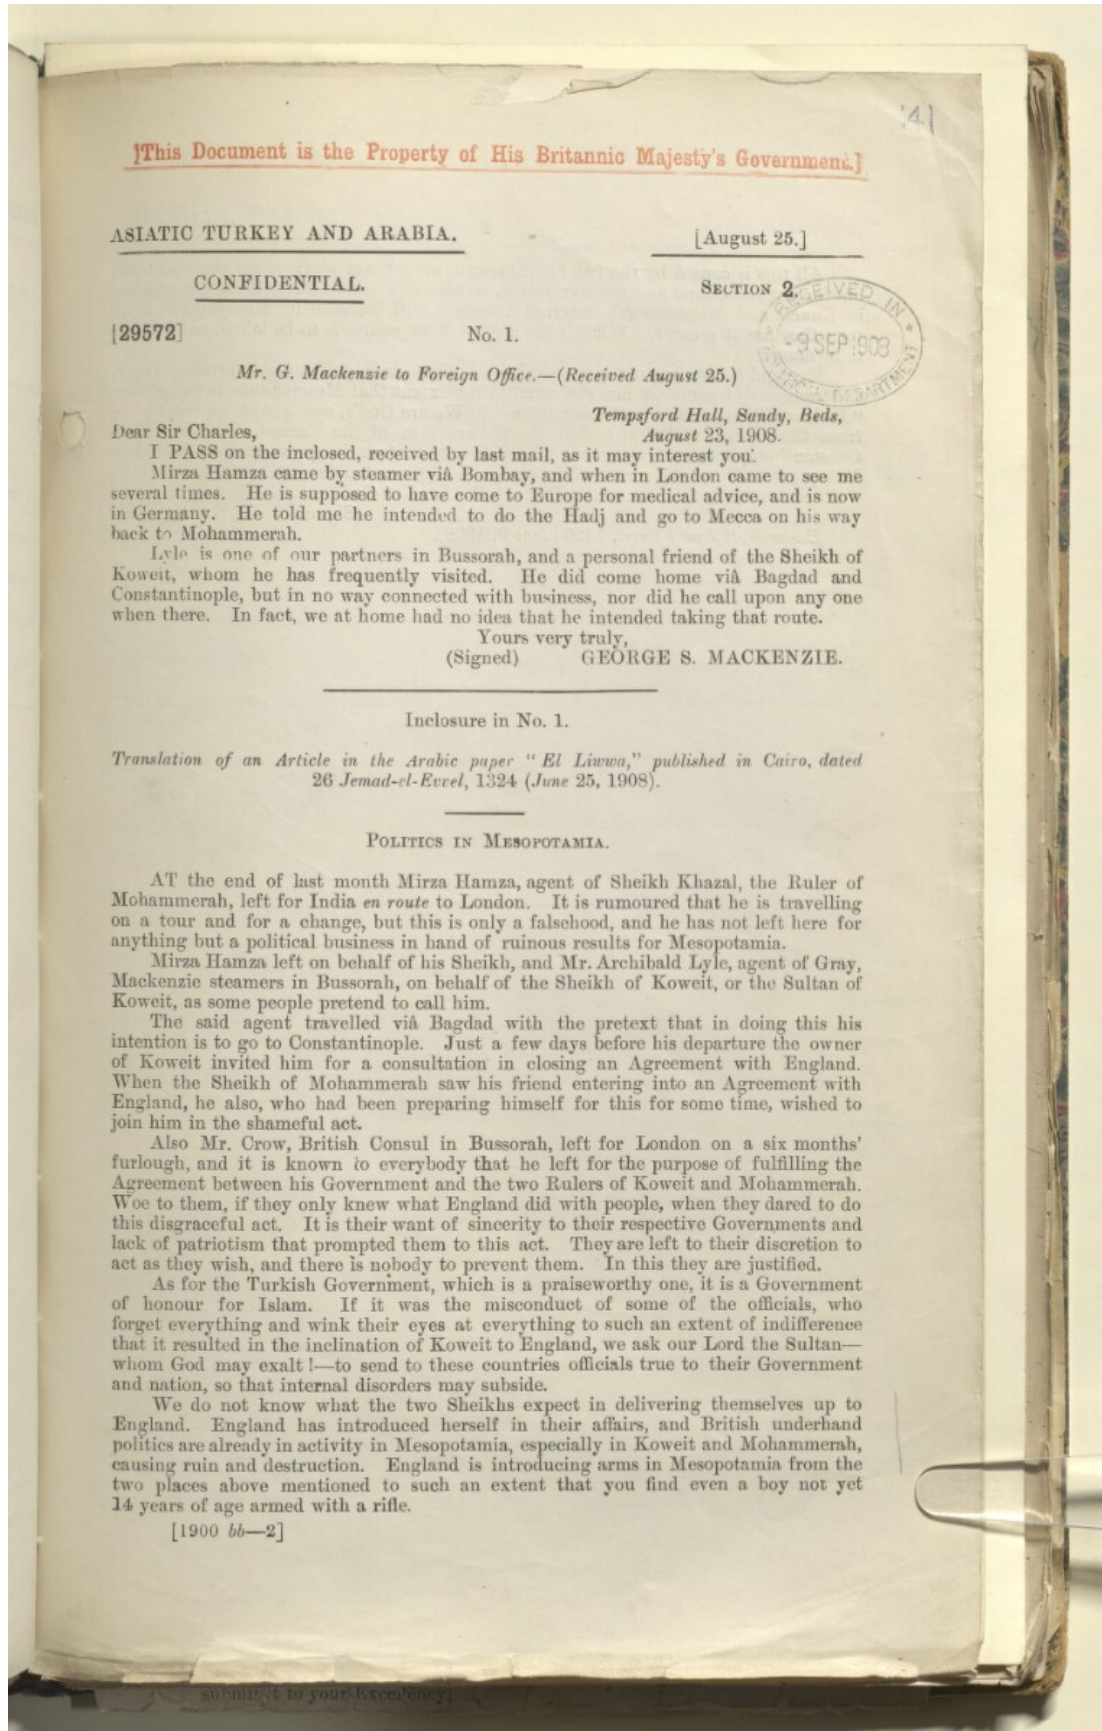 141
[This Document is the Property of His Britannic Majesty's Government.]
ASIATIC TURKEY AND ARABIA.
[August 25.]
CONFIDENTIAL.
SECTION 2.
RECEIVED IN
- 9 SEP 1908
DEPARTMENT
[29572]
No. 1.
Mr. G. Mackenzie to Foreign Office.—(Received August 25.)
Tempsford Hall, Sandy, Beds,
Dear Sir Charles,
August 23, 1908.
I PASS on the inclosed, received by last mail, as it may interest you.
Mirza Hamza came by steamer viâ Bombay, and when in London came to see me
several times. He is supposed to have come to Europe for medical advice, and is now
in Germany. He told me he intended to do the Hadj and go to Mecca on his way
back to Mohammerah.
Lyle is one of our partners in Bussorah, and a personal friend of the Sheikh of
Koweit, whom he has frequently visited. He did come home viâ Bagdad and
Constantinople, but in no way connected with business, nor did he call upon any one
when there. In fact, we at home had no idea that he intended taking that route.
Yours very truly,
(Signed) GEORGE S. MACKENZIE.
Inclosure in No. 1.
Translation of an Article in the Arabic paper "El Liwwa," published in Cairo, dated
26 Jemad-el-Evvel, 1324 (June 25, 1908).
POLITICS IN MESOPOTAMIA.
AT the end of last month Mirza Hamza, agent of Sheikh Khazal, the Ruler of
Mohammerah, left for India en route to London. It is rumoured that he is travelling
on a tour and for a change, but this is only a falsehood, and he has not left here for
anything but a political business in hand of ruinous results for Mesopotamia.
Mirza Hamza left on behalf of his Sheikh, and Mr. Archibald Lyle, agent of Gray,
Mackenzie steamers in Bussorah, on behalf of the Sheikh of Koweit, or the Sultan of
Koweit, as some people pretend to call him.
The said agent travelled viâ Bagdad with the pretext that in doing this his
intention is to go to Constantinople. Just a few days before his departure the owner
of Koweit invited him for a consultation in closing an Agreement with England.
When the Sheikh of Mohammerah saw his friend entering into an Agreement with
England, he also, who had been preparing himself for this for some time, wished to
join him in the shameful act.
Also Mr. Crow, British Consul in Bussorah, left for London on a six months'
furlough, and it is known to everybody that he left for the purpose of fulfilling the
Agreement between his Government and the two Rulers of Koweit and Mohammerah.
Woe to them, if they only knew what England did with people, when they dared to do
this disgraceful act. It is their want of sincerity to their respective Governments and
lack of patriotism that prompted them to this act. They are left to their discretion to
act as they wish, and there is nobody to prevent them. In this they are justified.
As for the Turkish Government, which is a praiseworthy one, it is a Government
of honour for Islam. If it was the misconduct of some of the officials, who
forget everything and wink their eyes at everything to such an extent of indifference
that it resulted in the inclination of Koweit to England, we ask our Lord the Sultan—
whom God may exalt!—to send to these countries officials true to their Government
and nation, so that internal disorders may subside.
We do not know what the two Sheikhs expect in delivering themselves up to
England. England has introduced herself in their affairs, and British underhand
politics are already in activity in Mesopotamia, especially in Koweit and Mohammerah,
causing ruin and destruction. England is introducing arms in Mesopotamia from the
two places above mentioned to such an extent that you find even a boy not yet
14 years of age armed with a rifle.
[1900 bb—2]
submitted to your Excellency